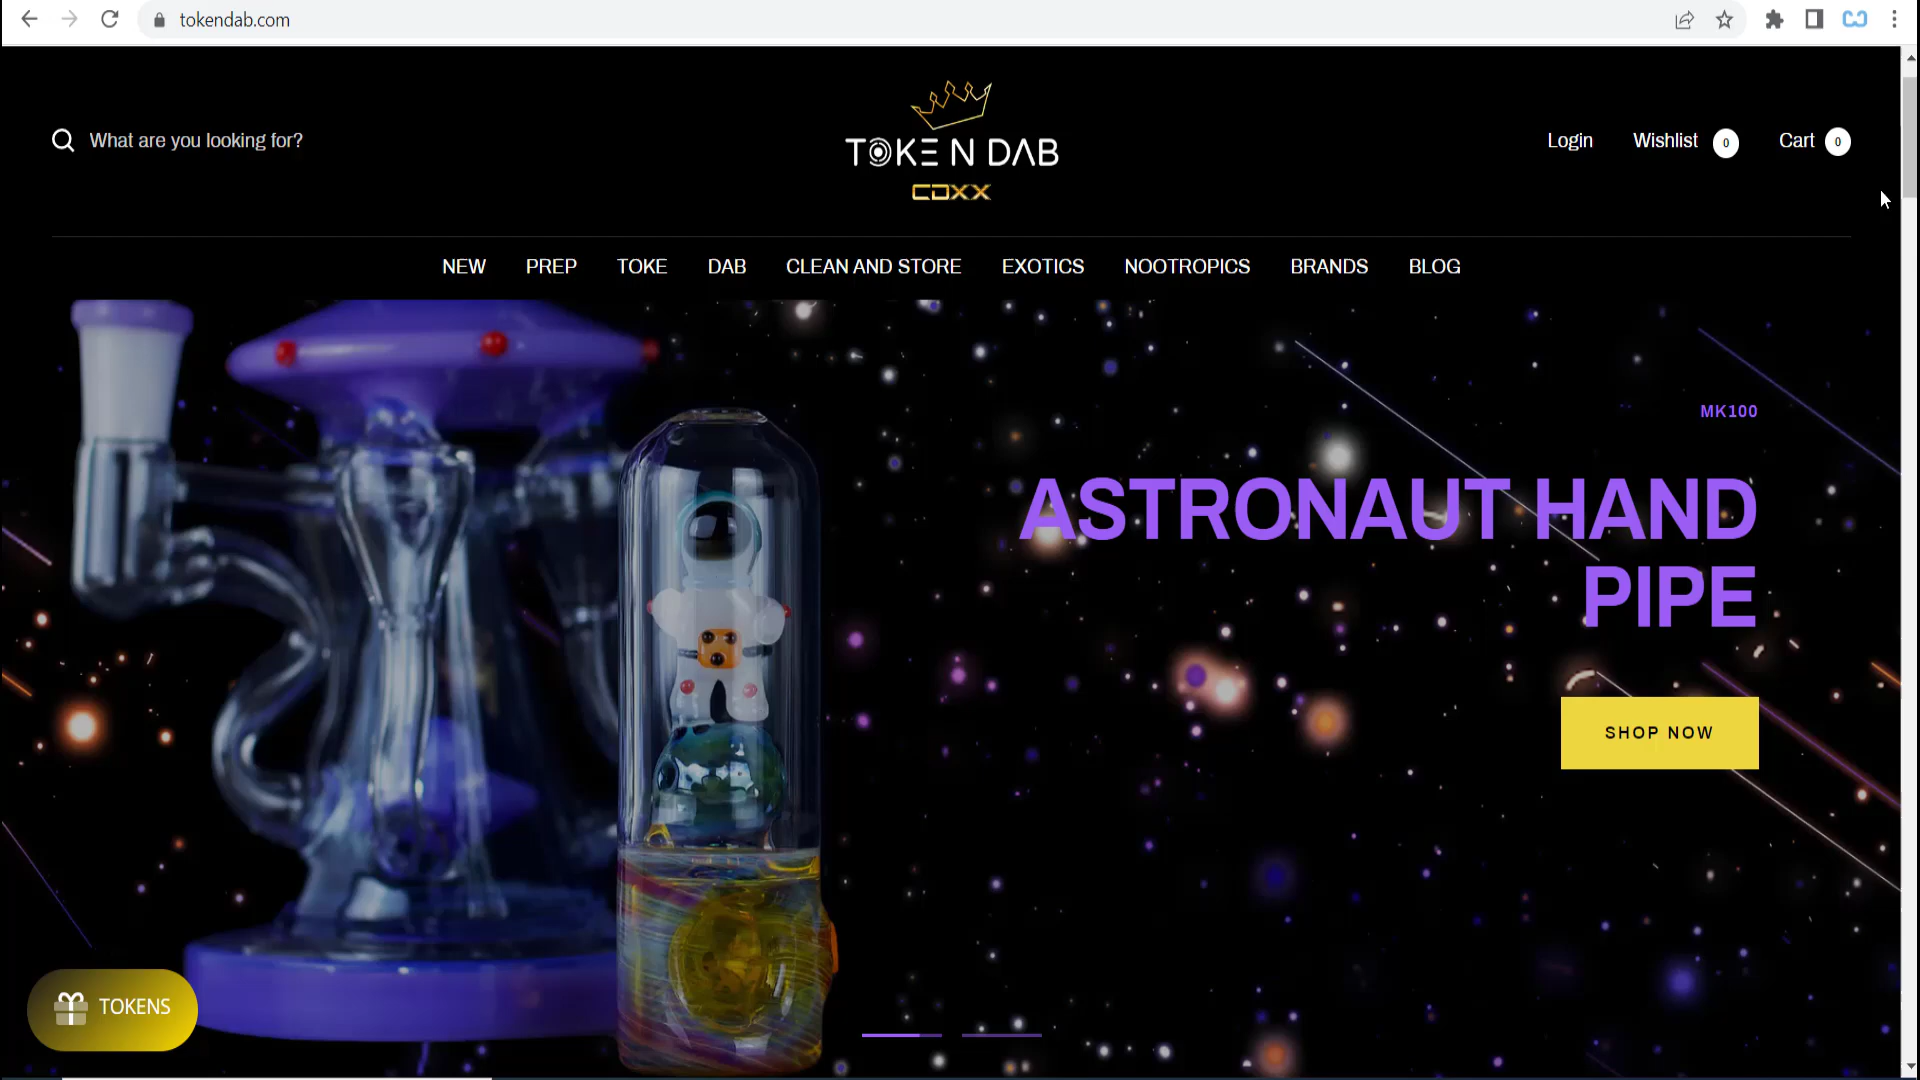 tokendab.com
What are you looking for?
TOKE N DAB
CDXX
Login
Wishlist 0
Cart 0
NEW PREP TOKE DAB CLEAN AND STORE EXOTICS NOOTROPICS BRANDS BLOG
MK100
ASTRONAUT HAND
PIPE
SHOP NOW
TOKENS